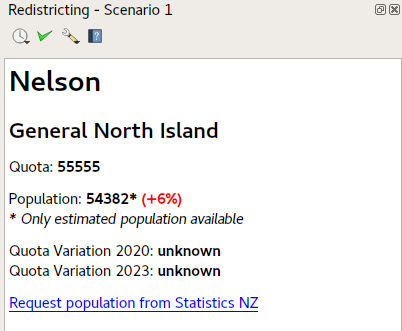 Redistricting - Scenario 1
Nelson
General North Island
Quota: 55555
Population: 54382* (+6%)
* Only estimated population available
Quota Variation 2020: unknown
Quota Variation 2023: unknown
Request population from Statistics NZ